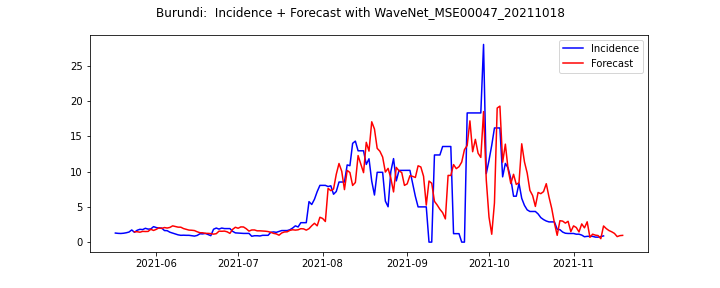 Burundi:  Incidence + Forecast with WaveNet_MSE00047_20211018
Incidence
Forecast
25
20
15
10
5
0
2021-06 2021-07 2021-08 2021-09 2021-10 2021-11